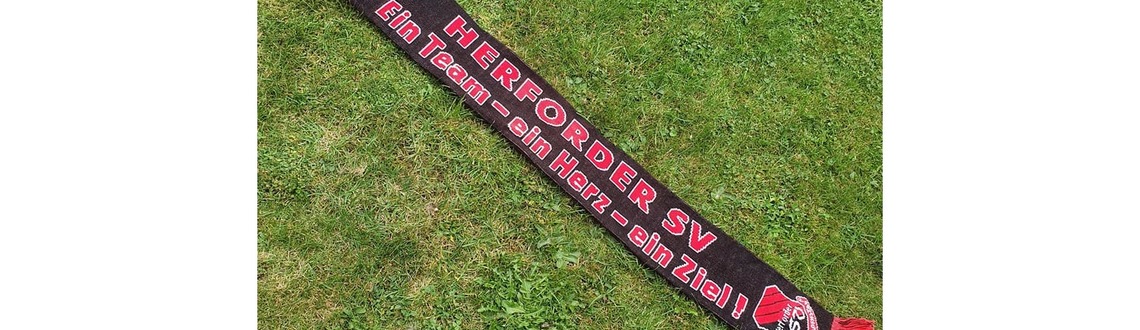 HERFORDER SV
Ein Team - ein Herz - ein Ziel!